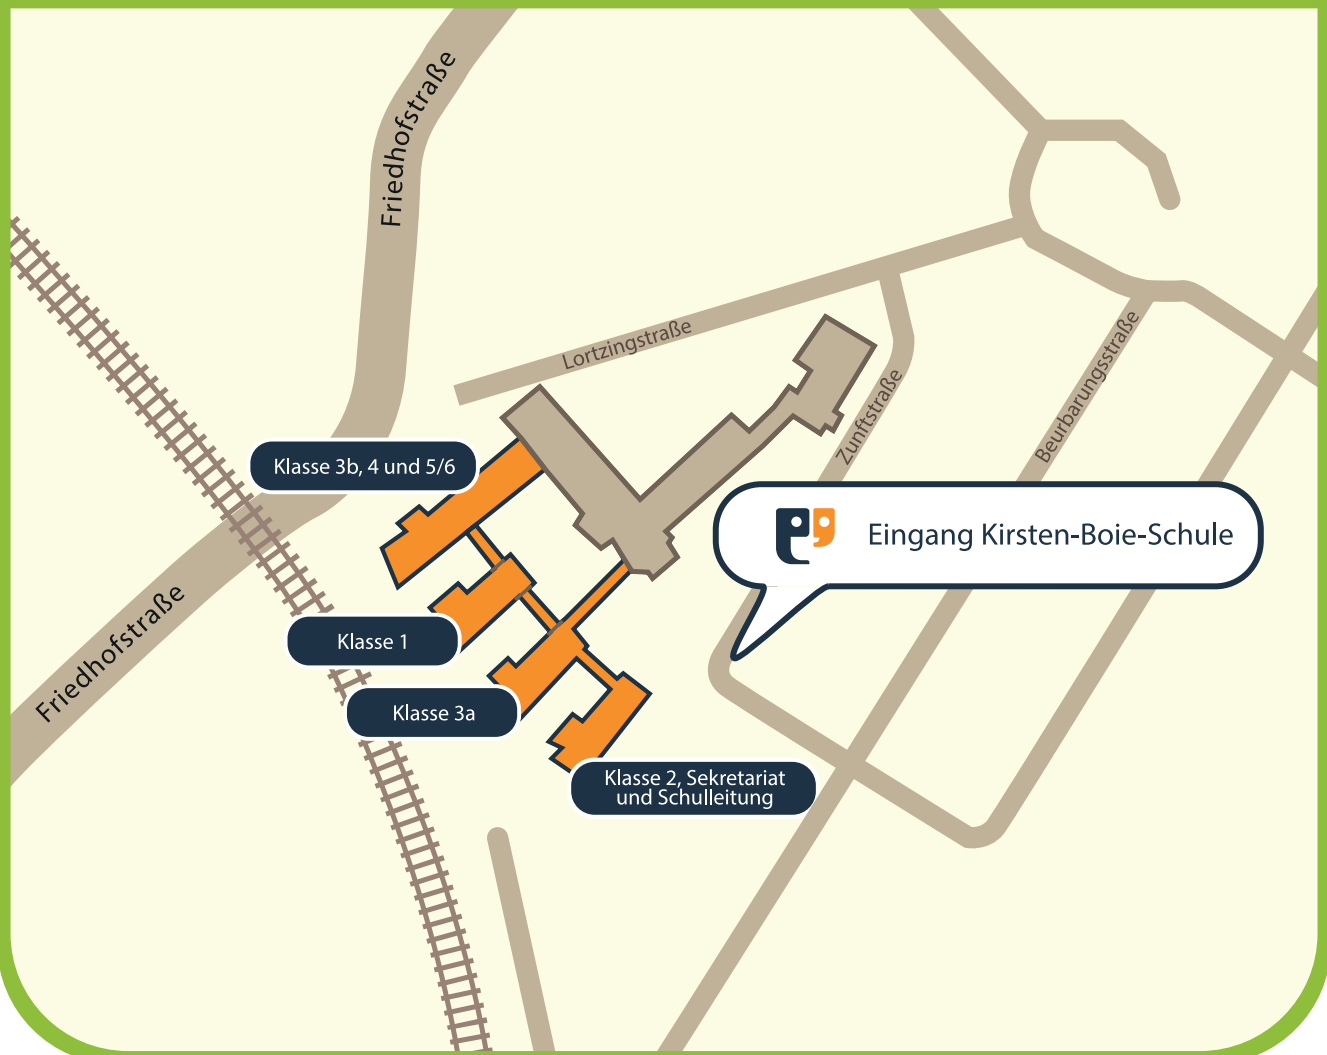 Friedhofstraße
Lortzingstraße
Zunftstraße
Beurbarungsstraße
Klasse 3b, 4 und 5/6
Eingang Kirsten-Boie-Schule
Friedhofstraße
Klasse 1
Klasse 3a
Klasse 2, Sekretariat
und Schulleitung